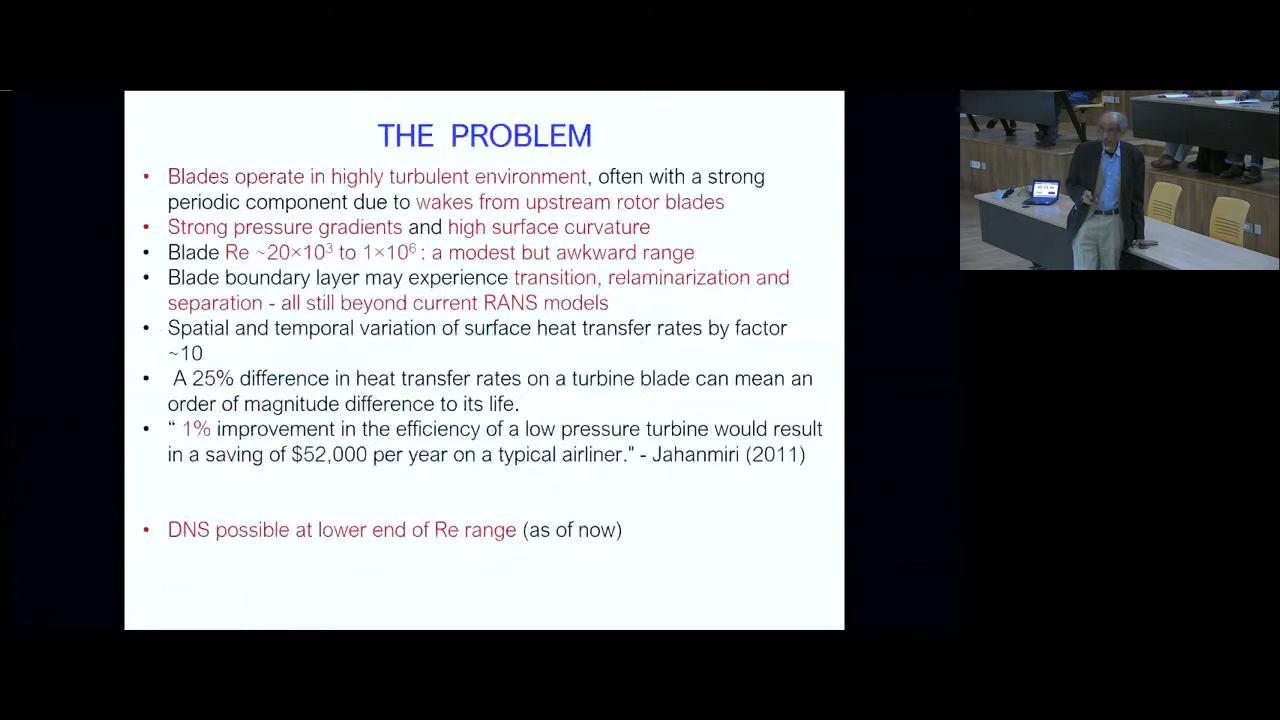 THE PROBLEM
• Blades operate in highly turbulent environment, often with a strong
periodic component due to wakes from upstream rotor blades
• Strong pressure gradients and high surface curvature
• Blade Re ~20×10³ to 1×10⁶ : a modest but awkward range
• Blade boundary layer may experience transition, relaminarization and
separation - all still beyond current RANS models
• Spatial and temporal variation of surface heat transfer rates by factor
~10
• A 25% difference in heat transfer rates on a turbine blade can mean an
order of magnitude difference to its life.
• “ 1% improvement in the efficiency of a low pressure turbine would result
in a saving of $52,000 per year on a typical airliner." - Jahanmiri (2011)
• DNS possible at lower end of Re range (as of now)